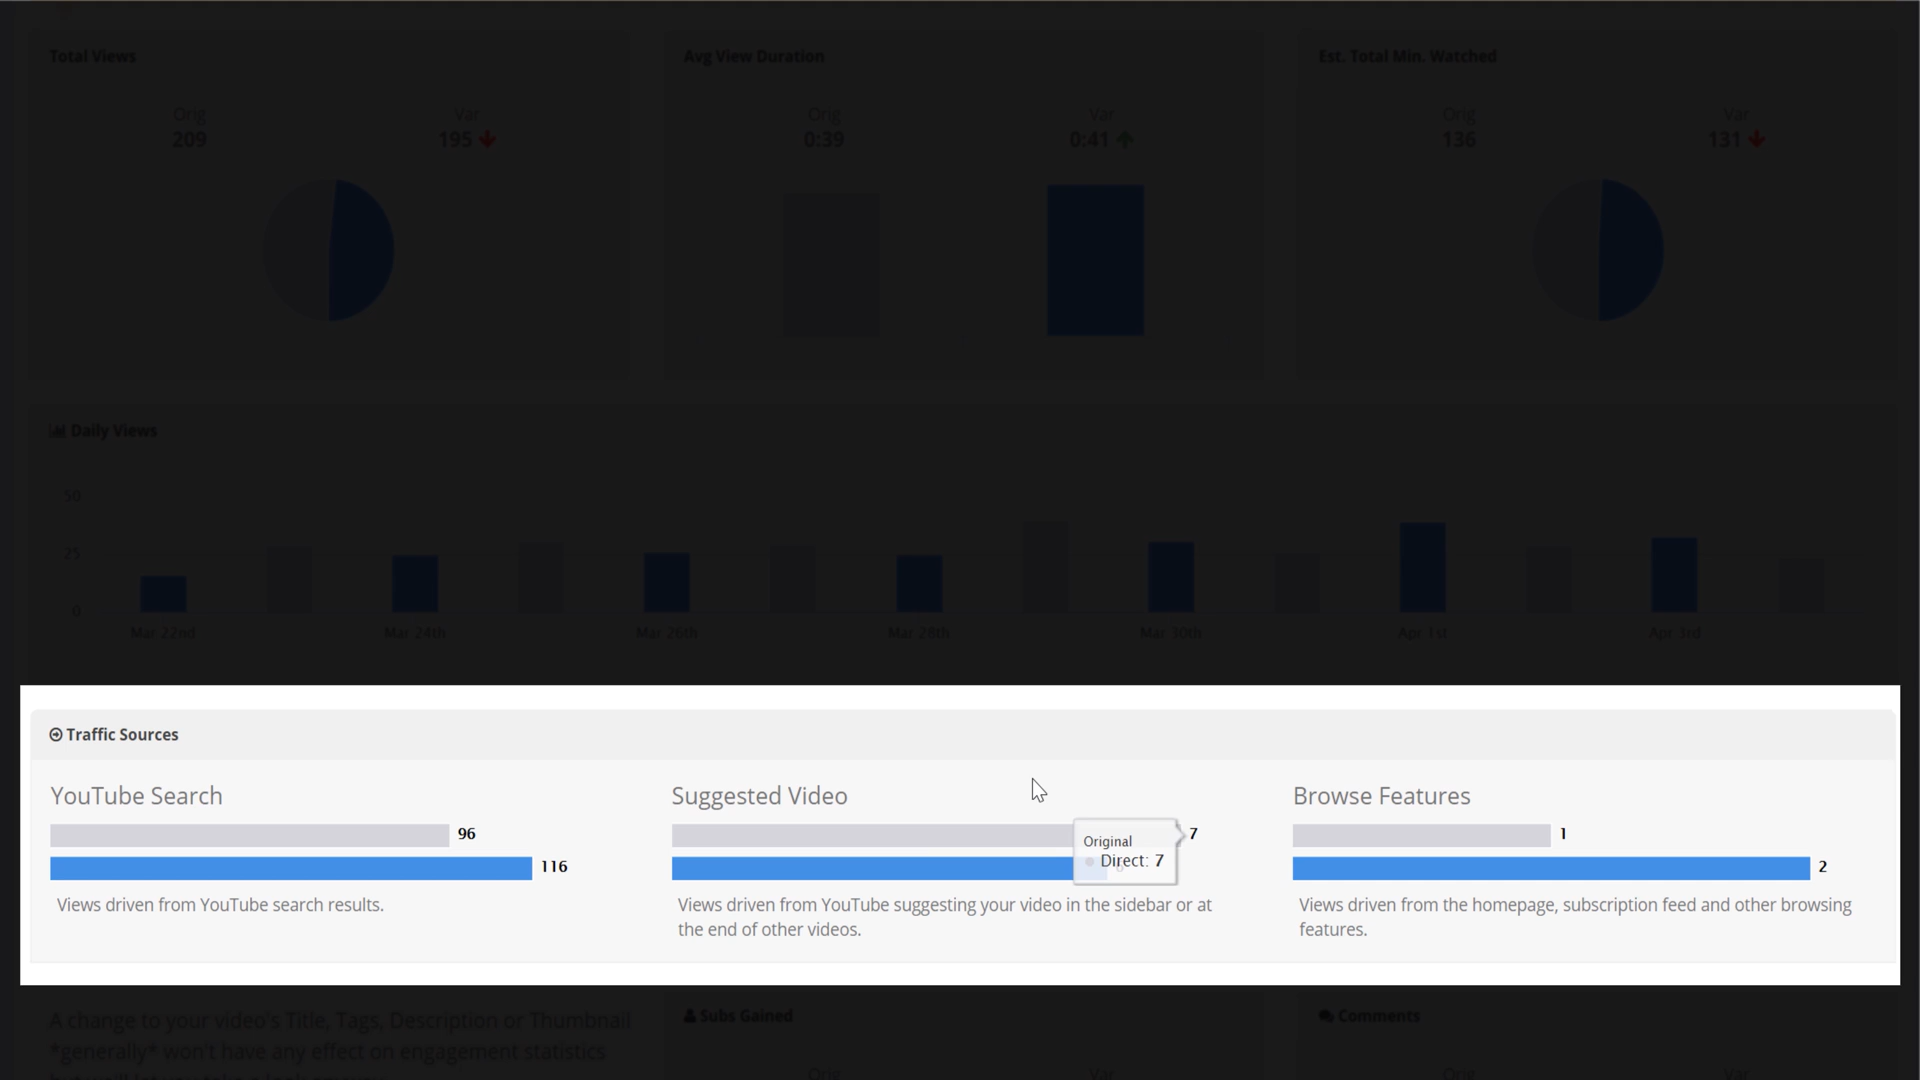 Total Views
Avg View Duration
Est. Total Min. Watched
Orig
Var
Orig
Var
Orig
Var
209
195
0:39
0:41
136
131
Daily Views
50
25
0
Mar 22nd
Mar 24th
Mar 26th
Mar 28th
Mar 30th
Apr 1st
Apr 3rd
Traffic Sources
YouTube Search
96
116
Views driven from YouTube search results.
Suggested Video
7
Original
Direct: 7
Views driven from YouTube suggesting your video in the sidebar or at
the end of other videos.
Browse Features
1
2
Views driven from the homepage, subscription feed and other browsing
features.
A change to your video's Title, Tags, Description or Thumbnail
*generally* won't have any effect on engagement statistics
Subs Gained
Orig
Var
Comments
Orig
Var